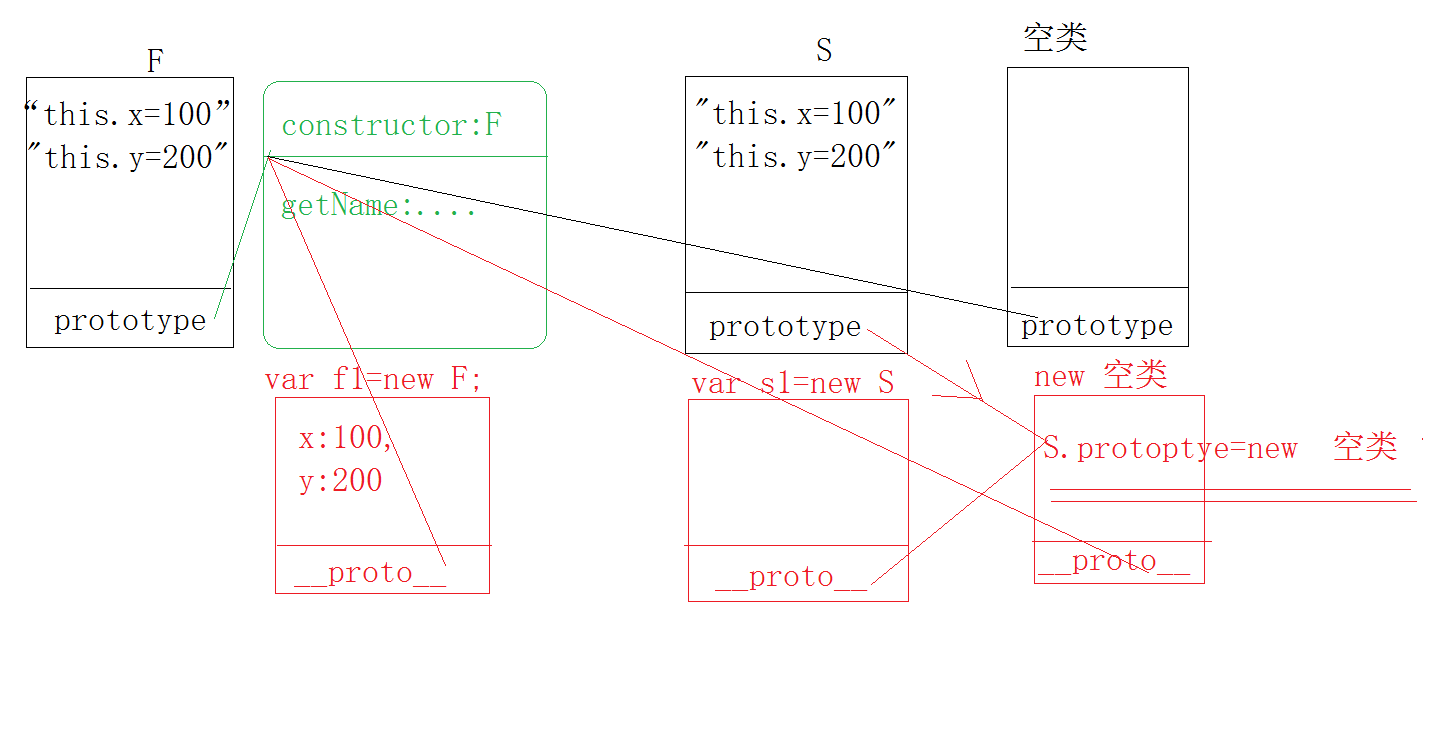 F
“this.x=100”
"this.y=200"
prototype
constructor:F
getName:....
S
"this.x=100"
"this.y=200"
prototype
空类
prototype
var f1=new F;
x:100,
y:200
__proto__
var s1=new S
__proto__
new 空类
S.protoptye=new 空类
__proto__